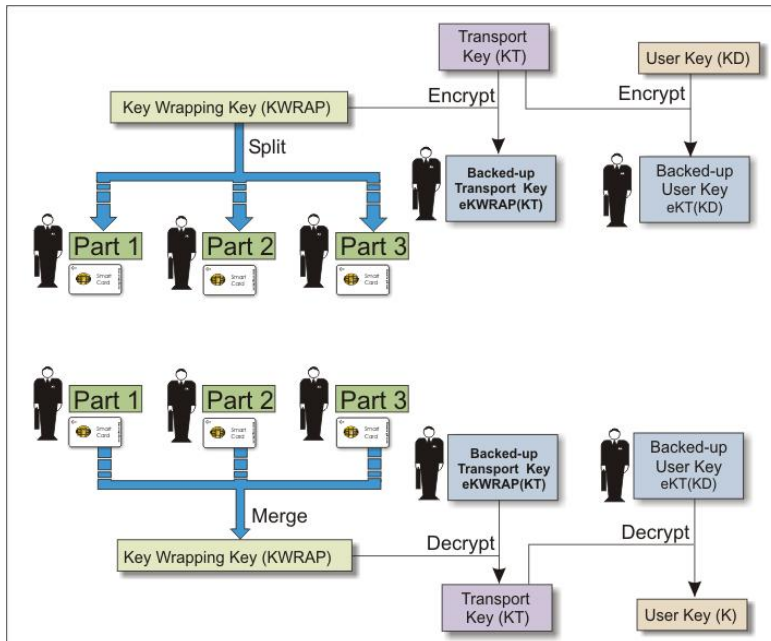 Transport
Key (KT)
User Key (KD)
Key Wrapping Key (KWRAP)
Encrypt
Encrypt
Split
Backed-up
Transport Key
eKWRAP(KT)
Backed-up
User Key
eKT(KD)
Part 1
Part 2
Part 3
Smart
Card
Smart
Card
Smart
Card
Part 1
Part 2
Part 3
Smart
Card
Smart
Card
Smart
Card
Backed-up
Transport Key
eKWRAP(KT)
Backed-up
User Key
eKT(KD)
Merge
Key Wrapping Key (KWRAP)
Decrypt
Decrypt
Transport
Key (KT)
User Key (K)